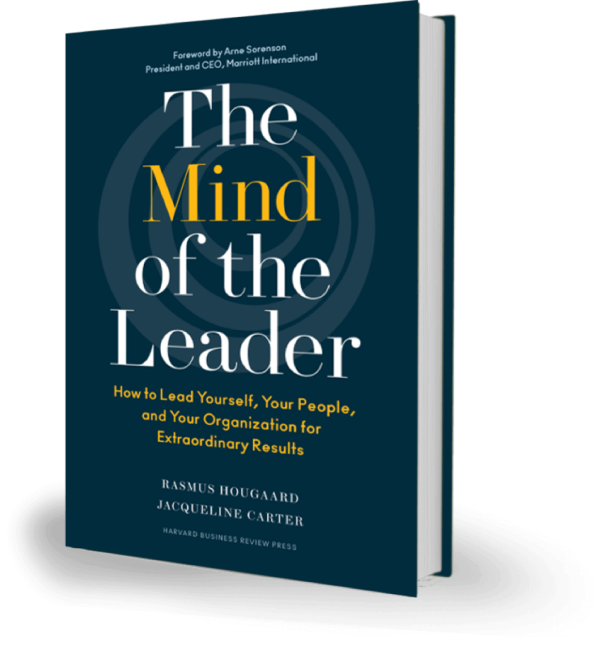 Foreword by Arne Sorenson
President and CEO, Marriott International
The
Mind
of the
Leader
How to Lead Yourself, Your People,
and Your Organization for
Extraordinary Results
RASMUS HOUGAARD
JACQUELINE CARTER
HARVARD BUSINESS REVIEW PRESS